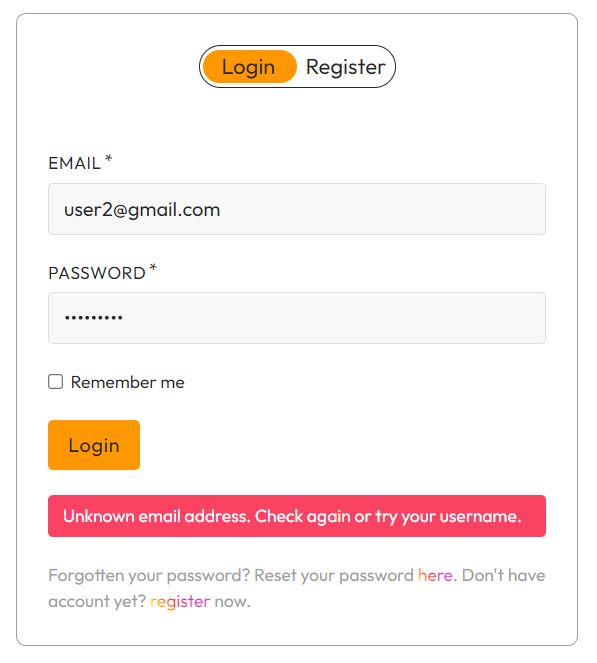 Login Register
EMAIL *
user2@gmail.com
PASSWORD *
•••••••••
Remember me
Login
Unknown email address. Check again or try your username.
Forgotten your password? Reset your password here. Don't have
account yet? register now.